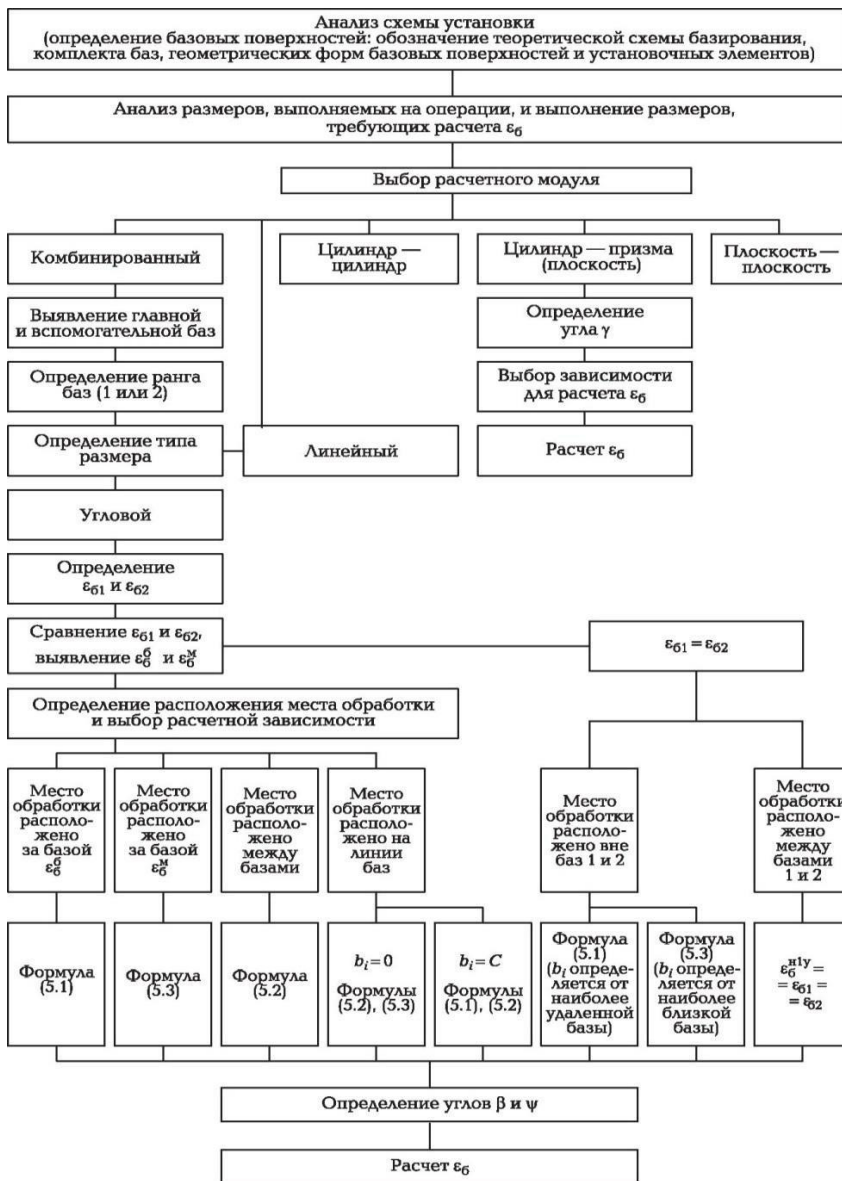 Анализ схемы установки
(определение базовых поверхностей: обозначение теоретической схемы базирования,
комплекта баз, геометрических форм базовых поверхностей и установочных элементов)
Анализ размеров, выполняемых на операции, и выполнение размеров,
требующих расчета εб
Выбор расчетного модуля
Комбинированный
Цилиндр —
цилиндр
Цилиндр — призма
(плоскость)
Плоскость —
плоскость
Выявление главной
и вспомогательной баз
Определение
угла γ
Определение ранга
баз (1 или 2)
Выбор зависимости
для расчета εб
Определение типа
размера
Линейный
Расчет εб
Угловой
Определение
εб1 и εб2
Сравнение εб1 и εб2,
выявление εб^б и εб^м
εб1 = εб2
Определение расположения места обработки
и выбор расчетной зависимости
Место
обработки
располо-
жено
за базой
εб^б
Место
обработки
располо-
жено
за базой
εб^м
Место
обработки
располо-
жено
между
базами
Место
обработки
располо-
жено на
линии
баз
Место
обработки
располо-
жено вне
баз 1 и 2
Место
обработки
располо-
жено
между
базами
1 и 2
Формула
(5.1)
Формула
(5.3)
Формула
(5.2)
bi = 0
Формулы
(5.2), (5.3)
bi = C
Формулы
(5.1), (5.2)
Формула
(5.1)
(bi опреде-
ляется от
наиболее
удаленной
базы)
Формула
(5.3)
(bi опреде-
ляется от
наиболее
близкой
базы)
εб^н1у =
= εб1 =
= εб2
Определение углов β и ψ
Расчет εб